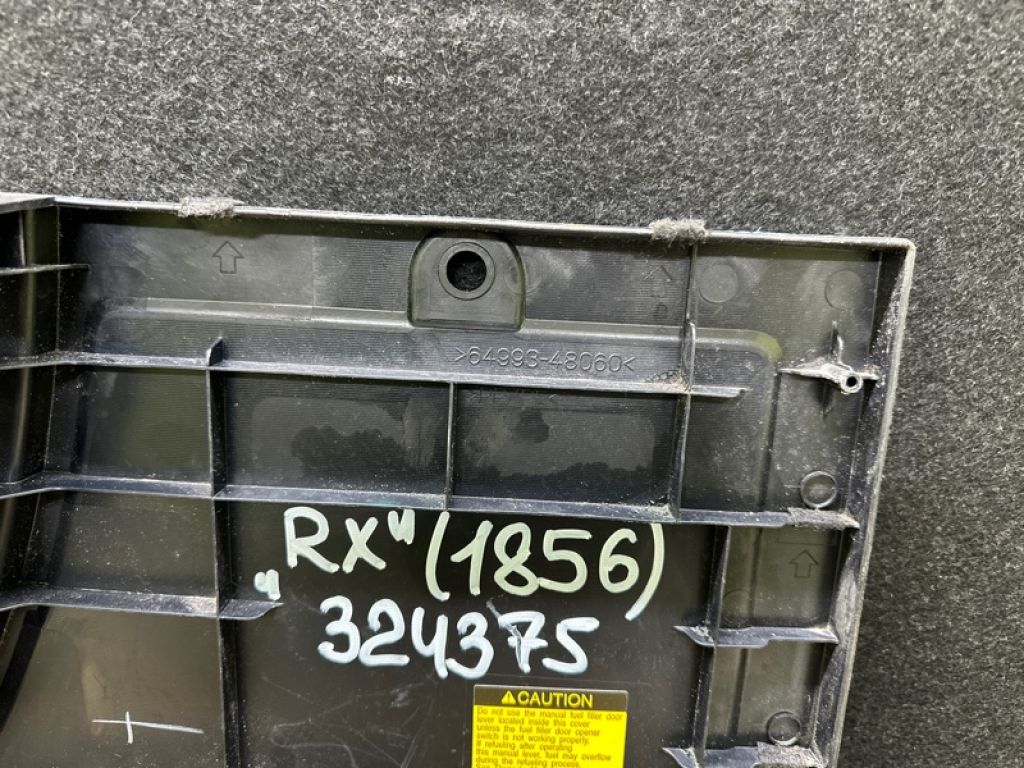 >64993-48060<
"RX" (1856)
324375
CAUTION
Do not use the manual fuel filler door
lever located inside this cover
unless the fuel filler door opener
switch is not working properly.
If refueling after operating
this manual lever, fuel may overflow
during the refueling process.